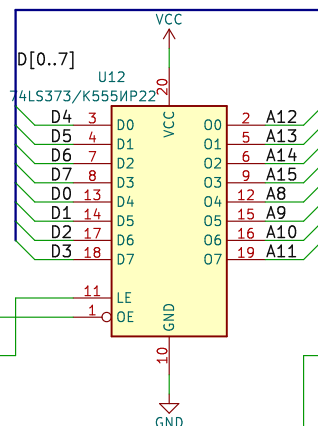 VCC
D[0..7]
U12
74LS373/К555ИР22
20
VCC
D4 3 D0 O0 2 A12
D5 4 D1 O1 5 A13
D6 7 D2 O2 6 A14
D7 8 D3 O3 9 A15
D0 13 D4 O4 12 A8
D1 14 D5 O5 15 A9
D2 17 D6 O6 16 A10
D3 18 D7 O7 19 A11
11 LE
1 OE
GND
10
GND